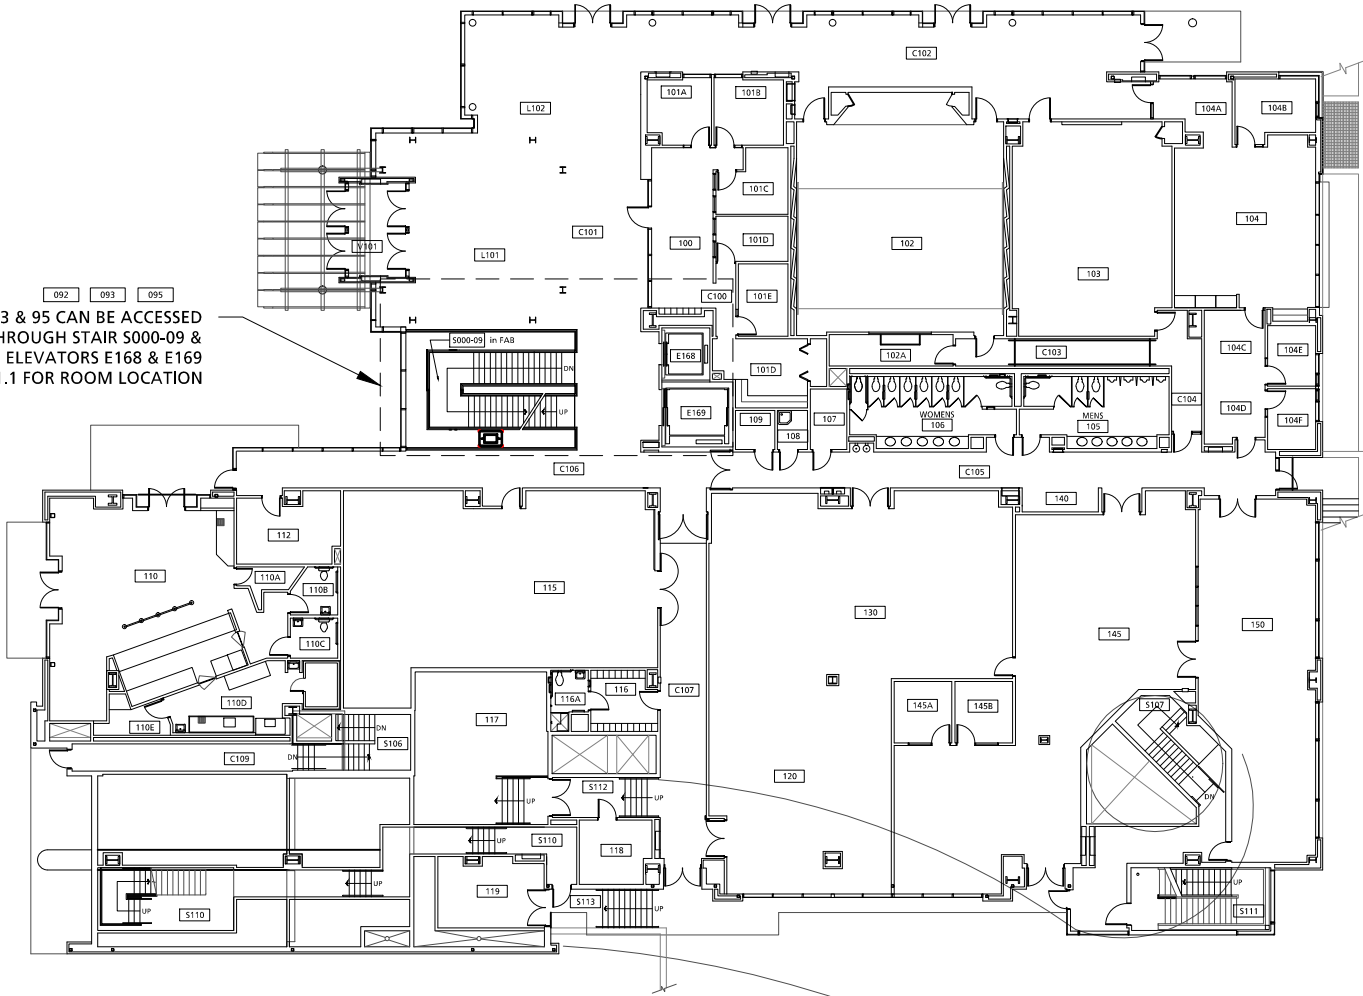 C102
101A
101B
104A
104B
L102
101C
104
C101
100
101D
102
V101
L101
103
092 093 095
C100
101E
3 & 95 CAN BE ACCESSED
HROUGH STAIR S000-09 &
ELEVATORS E168 & E169
1.1 FOR ROOM LOCATION
S000-09 in FAB
E168
102A
C103
104C
104E
DN
101D
C104
UP
E169
109
107
WOMENS
106
MENS
105
104D
104F
108
C106
C105
140
112
110
110A
110B
115
130
150
145
110C
116A
116
C107
110D
145A
145B
S107
117
110E
DN
S106
C109
DN
120
S112
UP
UP
DN
UP
S110
118
UP
119
UP
S110
S113
UP
UP
S111